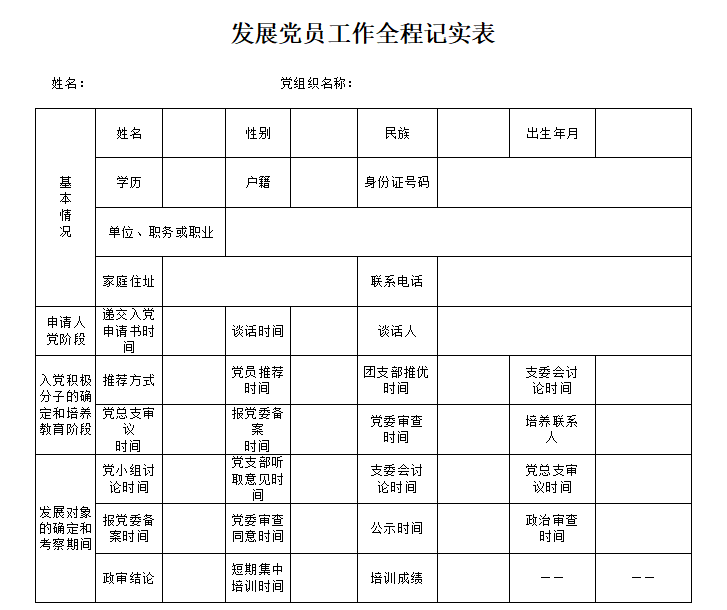 发展党员工作全程记实表
姓名： 党组织名称：
基
本
情
况
姓名 性别 民族 出生年月
学历 户籍 身份证号码
单位、职务或职业
家庭住址 联系电话
申请人
党阶段
递交入党
申请书时
间
谈话时间 谈话人
入党积极
分子的确
定和培养
教育阶段
推荐方式
党员推荐
时间
团支部推优
时间
支委会讨
论时间
党总支审
议
时间
报党委备
案
时间
党委审查
时间
培养联系
人
发展对象
的确定和
考察期间
党小组讨
论时间
党支部听
取意见时
间
支委会讨
论时间
党总支审
议时间
报党委备
案时间
党委审查
同意时间
公示时间
政治审查
时间
政审结论
短期集中
培训时间
培训成绩
—— ——